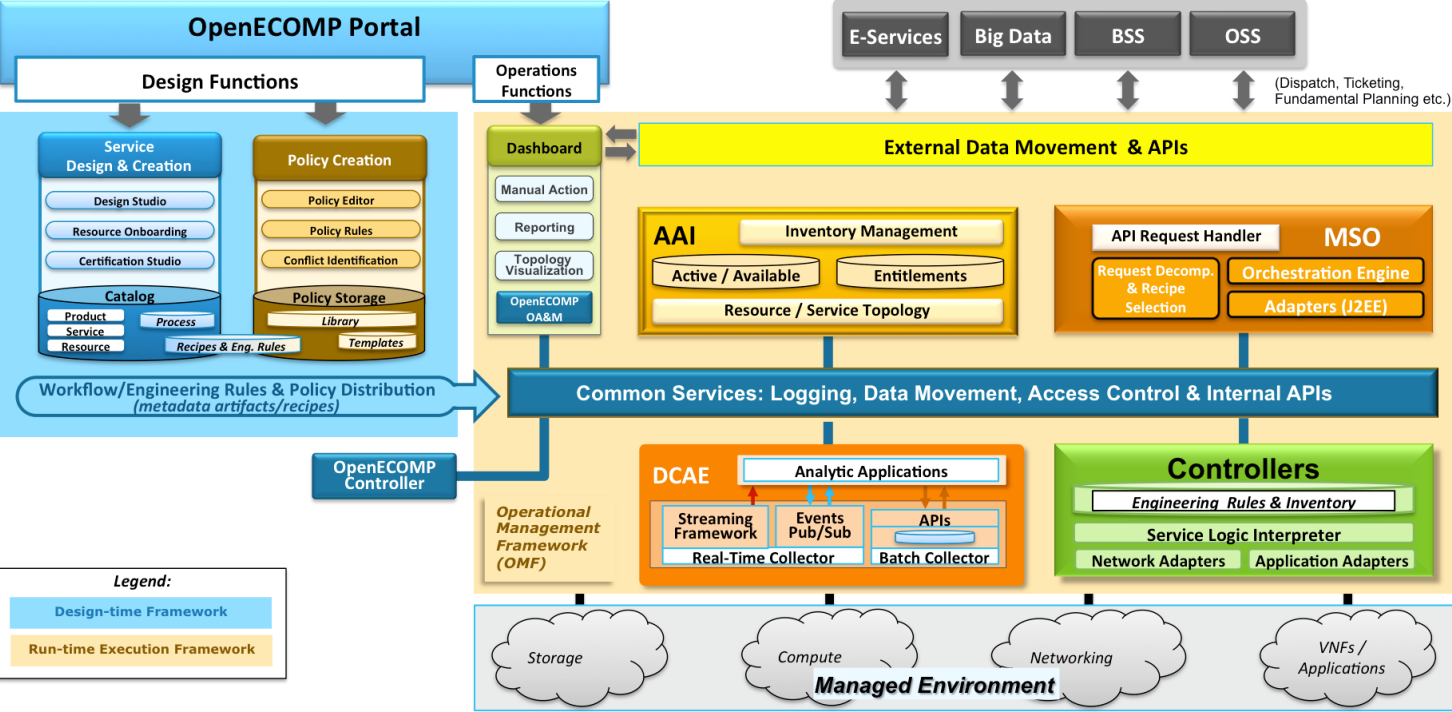 OpenECOMP Portal
Design Functions
Operations
Functions
E-Services
Big Data
BSS
OSS
(Dispatch, Ticketing,
Fundamental Planning etc.)
Service
Design & Creation
Design Studio
Resource Onboarding
Certification Studio
Catalog
Product
Service
Resource
Process
Recipes & Eng. Rules
Policy Creation
Policy Editor
Policy Rules
Conflict Identification
Policy Storage
Library
Templates
Workflow/Engineering Rules & Policy Distribution
(metadata artifacts/recipes)
Dashboard
Manual Action
Reporting
Topology
Visualization
OpenECOMP
OA&M
External Data Movement & APIs
AAI
Inventory Management
Active / Available
Entitlements
Resource / Service Topology
API Request Handler
MSO
Request Decomp.
& Recipe
Selection
Orchestration Engine
Adapters (J2EE)
Common Services: Logging, Data Movement, Access Control & Internal APIs
OpenECOMP
Controller
Operational
Management
Framework
(OMF)
DCAE
Analytic Applications
Streaming
Framework
Events
Pub/Sub
APIs
Real-Time Collector
Batch Collector
Controllers
Engineering Rules & Inventory
Service Logic Interpreter
Network Adapters
Application Adapters
Legend:
Design-time Framework
Run-time Execution Framework
Storage
Compute
Networking
VNFs /
Applications
Managed Environment